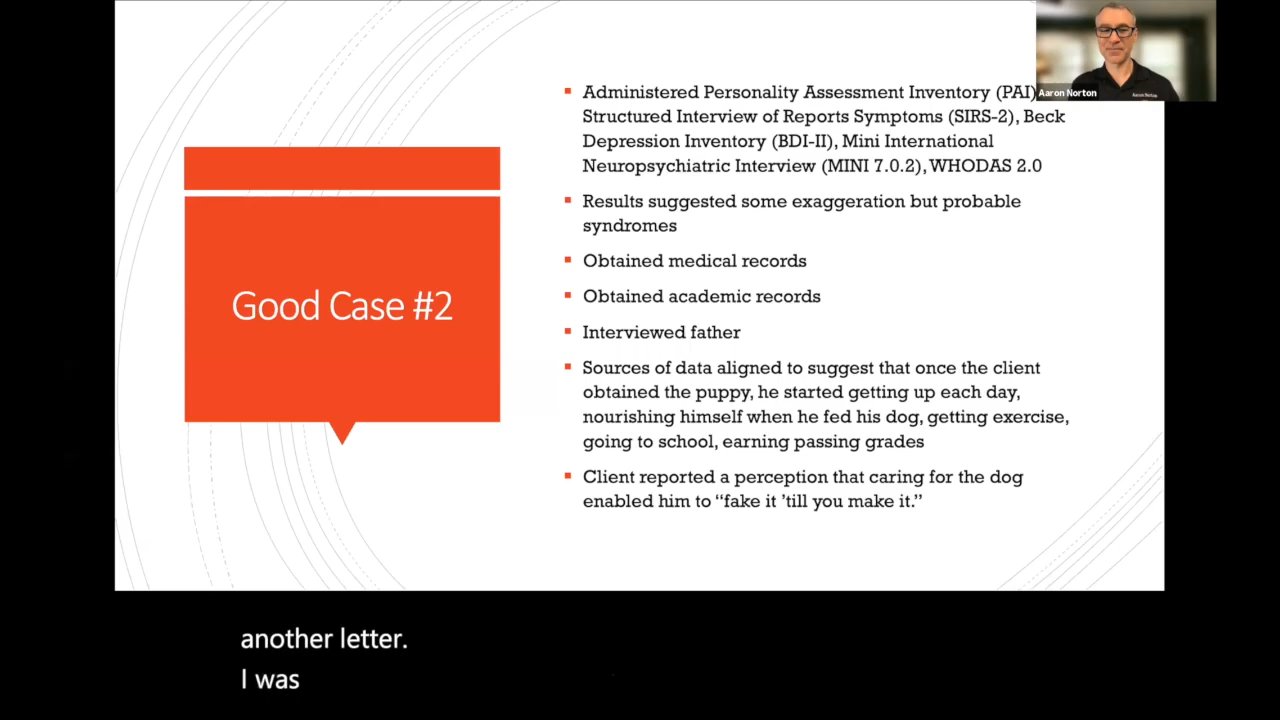 Administered Personality Assessment Inventory (PAI)
Structured Interview of Reports Symptoms (SIRS-2), Beck
Depression Inventory (BDI-II), Mini International
Neuropsychiatric Interview (MINI 7.0.2), WHODAS 2.0
Results suggested some exaggeration but probable
syndromes
Obtained medical records
Obtained academic records
Interviewed father
Sources of data aligned to suggest that once the client
obtained the puppy, he started getting up each day,
nourishing himself when he fed his dog, getting exercise,
going to school, earning passing grades
Client reported a perception that caring for the dog
enabled him to “fake it ’till you make it.”
Good Case #2
Aaron Norton
another letter.
I was